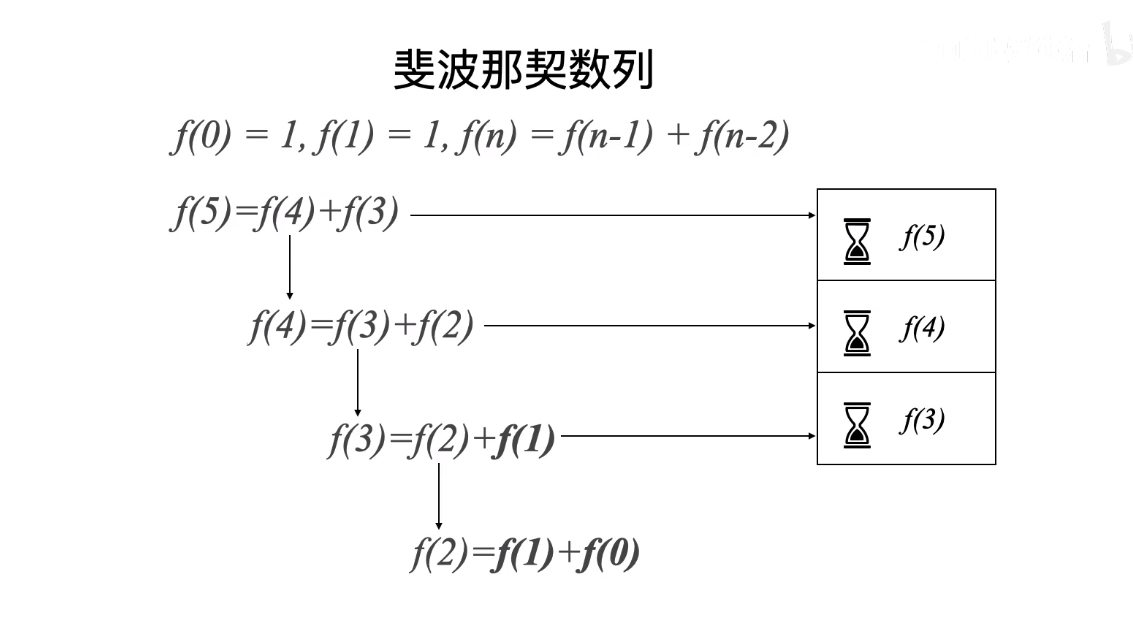 斐波那契数列
f(0) = 1, f(1) = 1, f(n) = f(n-1) + f(n-2)
f(5)=f(4)+f(3)
f(5)
f(4)=f(3)+f(2)
f(4)
f(3)=f(2)+f(1)
f(3)
f(2)=f(1)+f(0)